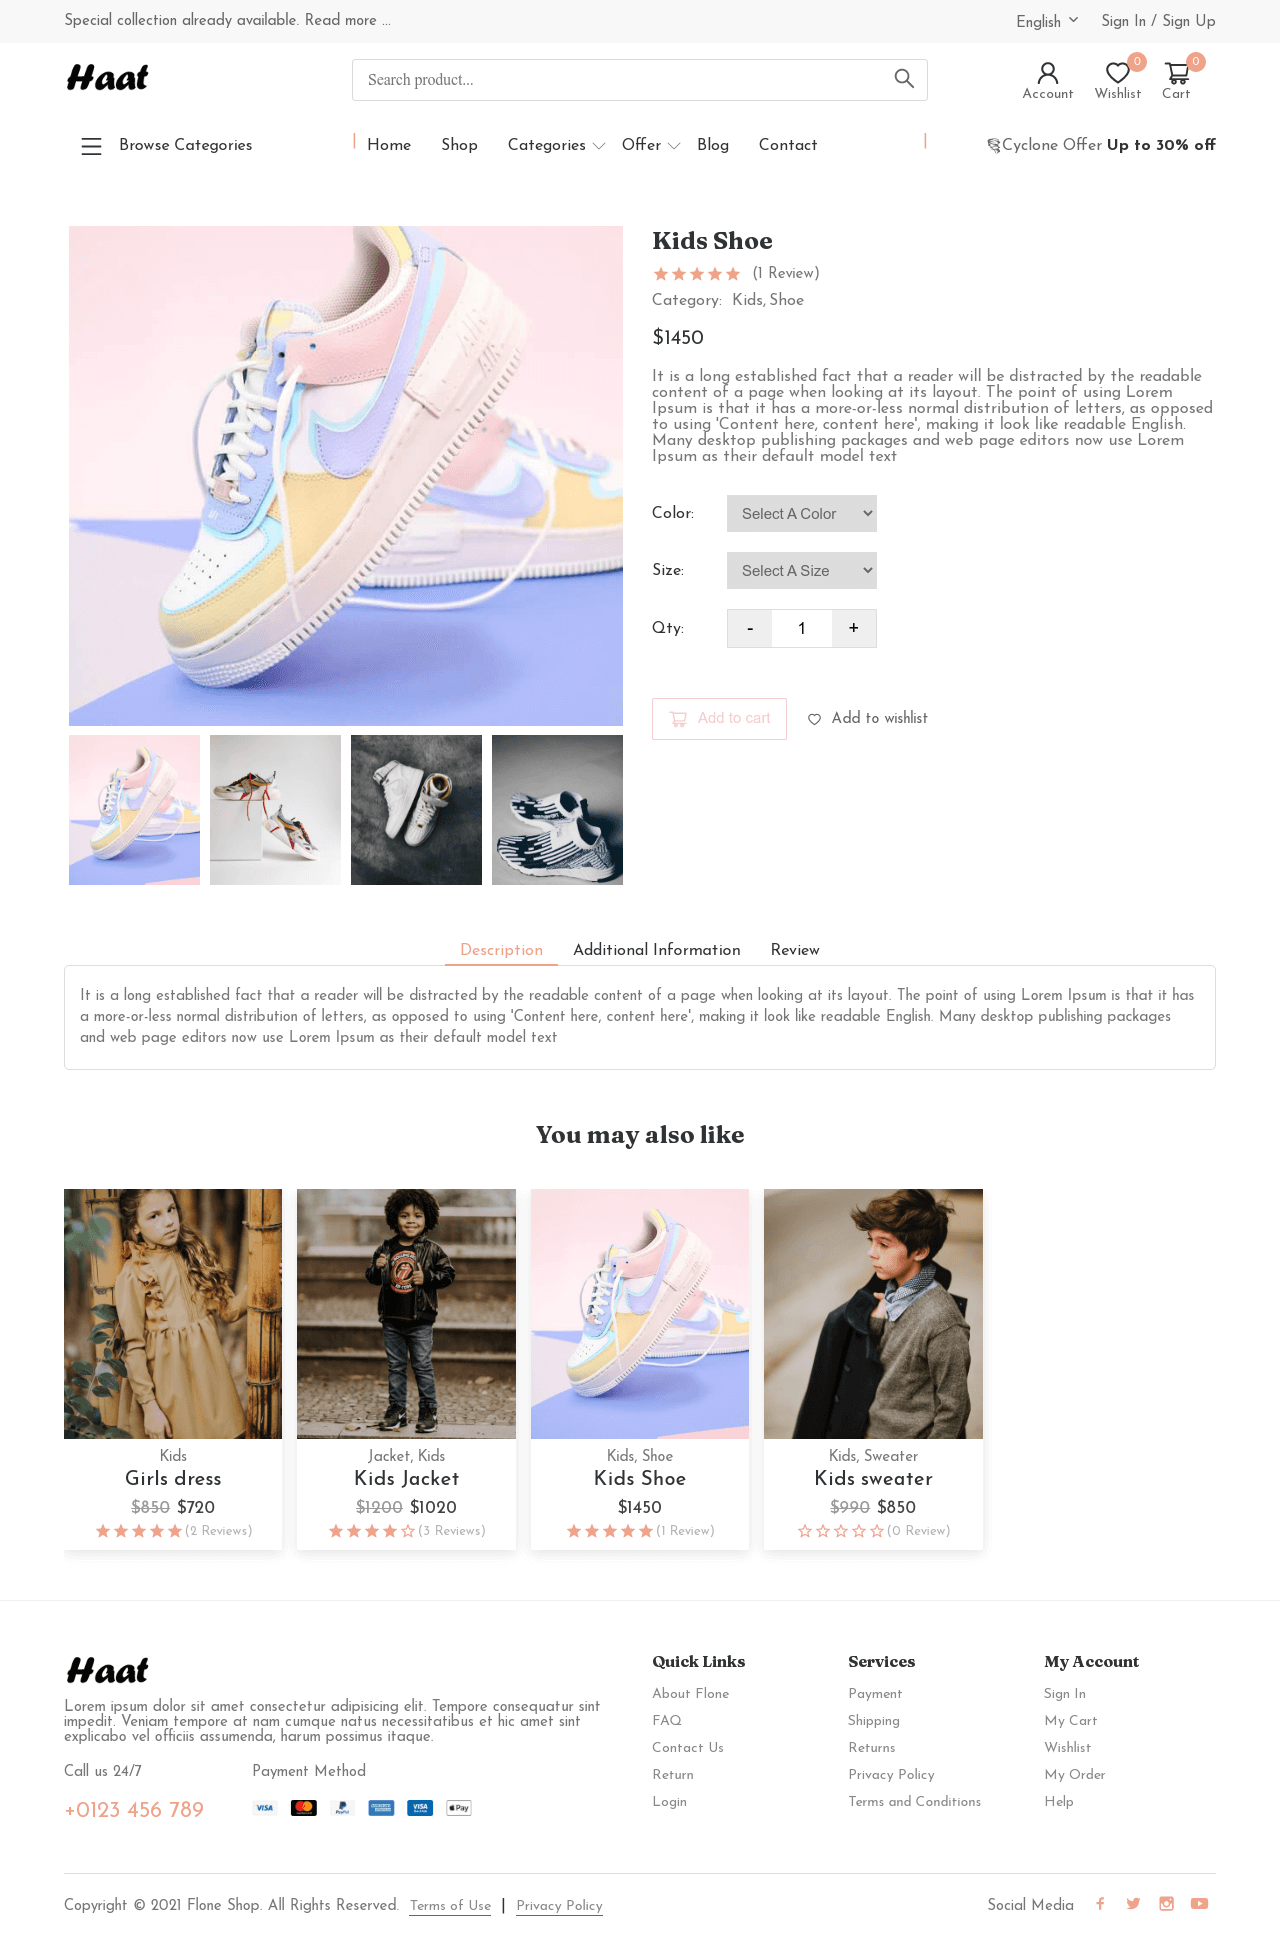 Special collection already available. Read more ...
English
Sign In / Sign Up
Haat
Search product...
0
0
Account
Wishlist
Cart
Browse Categories
Home
Shop
Categories
Offer
Blog
Contact
Cyclone Offer Up to 30% off
Kids Shoe
(1 Review)
Category: Kids, Shoe
$1450
It is a long established fact that a reader will be distracted by the readable
content of a page when looking at its layout. The point of using Lorem
Ipsum is that it has a more-or-less normal distribution of letters, as opposed
to using 'Content here, content here', making it look like readable English.
Many desktop publishing packages and web page editors now use Lorem
Ipsum as their default model text
Color:
Select A Color
Size:
Select A Size
Qty:
- 1 +
Add to cart
Add to wishlist
Description
Additional Information
Review
It is a long established fact that a reader will be distracted by the readable content of a page when looking at its layout. The point of using Lorem Ipsum is that it has
a more-or-less normal distribution of letters, as opposed to using 'Content here, content here', making it look like readable English. Many desktop publishing packages
and web page editors now use Lorem Ipsum as their default model text
You may also like
Kids
Girls dress
$850 $720
(2 Reviews)
Jacket, Kids
Kids Jacket
$1200 $1020
(3 Reviews)
Kids, Shoe
Kids Shoe
$1450
(1 Review)
Kids, Sweater
Kids sweater
$990 $850
(0 Review)
Haat
Lorem ipsum dolor sit amet consectetur adipisicing elit. Tempore consequatur sint
impedit. Veniam tempore at nam cumque natus necessitatibus et hic amet sint
explicabo vel officiis assumenda, harum possimus itaque.
Call us 24/7
+0123 456 789
Payment Method
VISA
PayPal
VISA
Pay
Quick Links
About Flone
FAQ
Contact Us
Return
Login
Services
Payment
Shipping
Returns
Privacy Policy
Terms and Conditions
My Account
Sign In
My Cart
Wishlist
My Order
Help
Copyright © 2021 Flone Shop. All Rights Reserved.
Terms of Use | Privacy Policy
Social Media